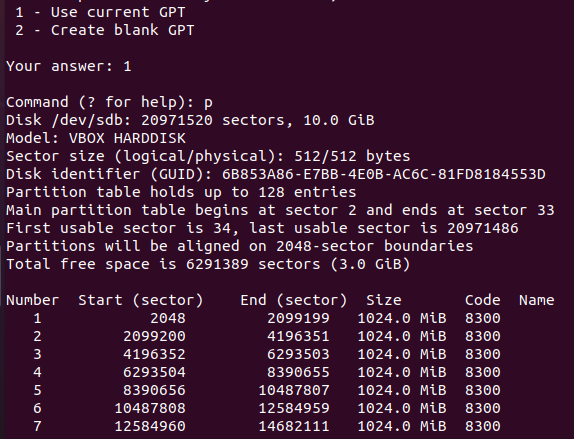 1 - Use current GPT
2 - Create blank GPT
Your answer: 1
Command (? for help): p
Disk /dev/sdb: 20971520 sectors, 10.0 GiB
Model: VBOX HARDDISK
Sector size (logical/physical): 512/512 bytes
Disk identifier (GUID): 6B853A86-E7BB-4E0B-AC6C-81FD8184553D
Partition table holds up to 128 entries
Main partition table begins at sector 2 and ends at sector 33
First usable sector is 34, last usable sector is 20971486
Partitions will be aligned on 2048-sector boundaries
Total free space is 6291389 sectors (3.0 GiB)
Number  Start (sector)    End (sector)  Size       Code  Name
1            2048         2099199   1024.0 MiB  8300
2         2099200         4196351   1024.0 MiB  8300
3         4196352         6293503   1024.0 MiB  8300
4         6293504         8390655   1024.0 MiB  8300
5         8390656        10487807   1024.0 MiB  8300
6        10487808        12584959   1024.0 MiB  8300
7        12584960        14682111   1024.0 MiB  8300